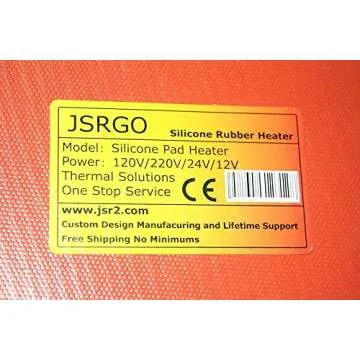 JSRGO Silicone Rubber Heater
Model: Silicone Pad Heater
Power: 120V/220V/24V/12V
Thermal Solutions
One Stop Service CE
www.jsr2.com
Custom Design Manufacuring and Lifetime Support
Free Shipping No Minimums